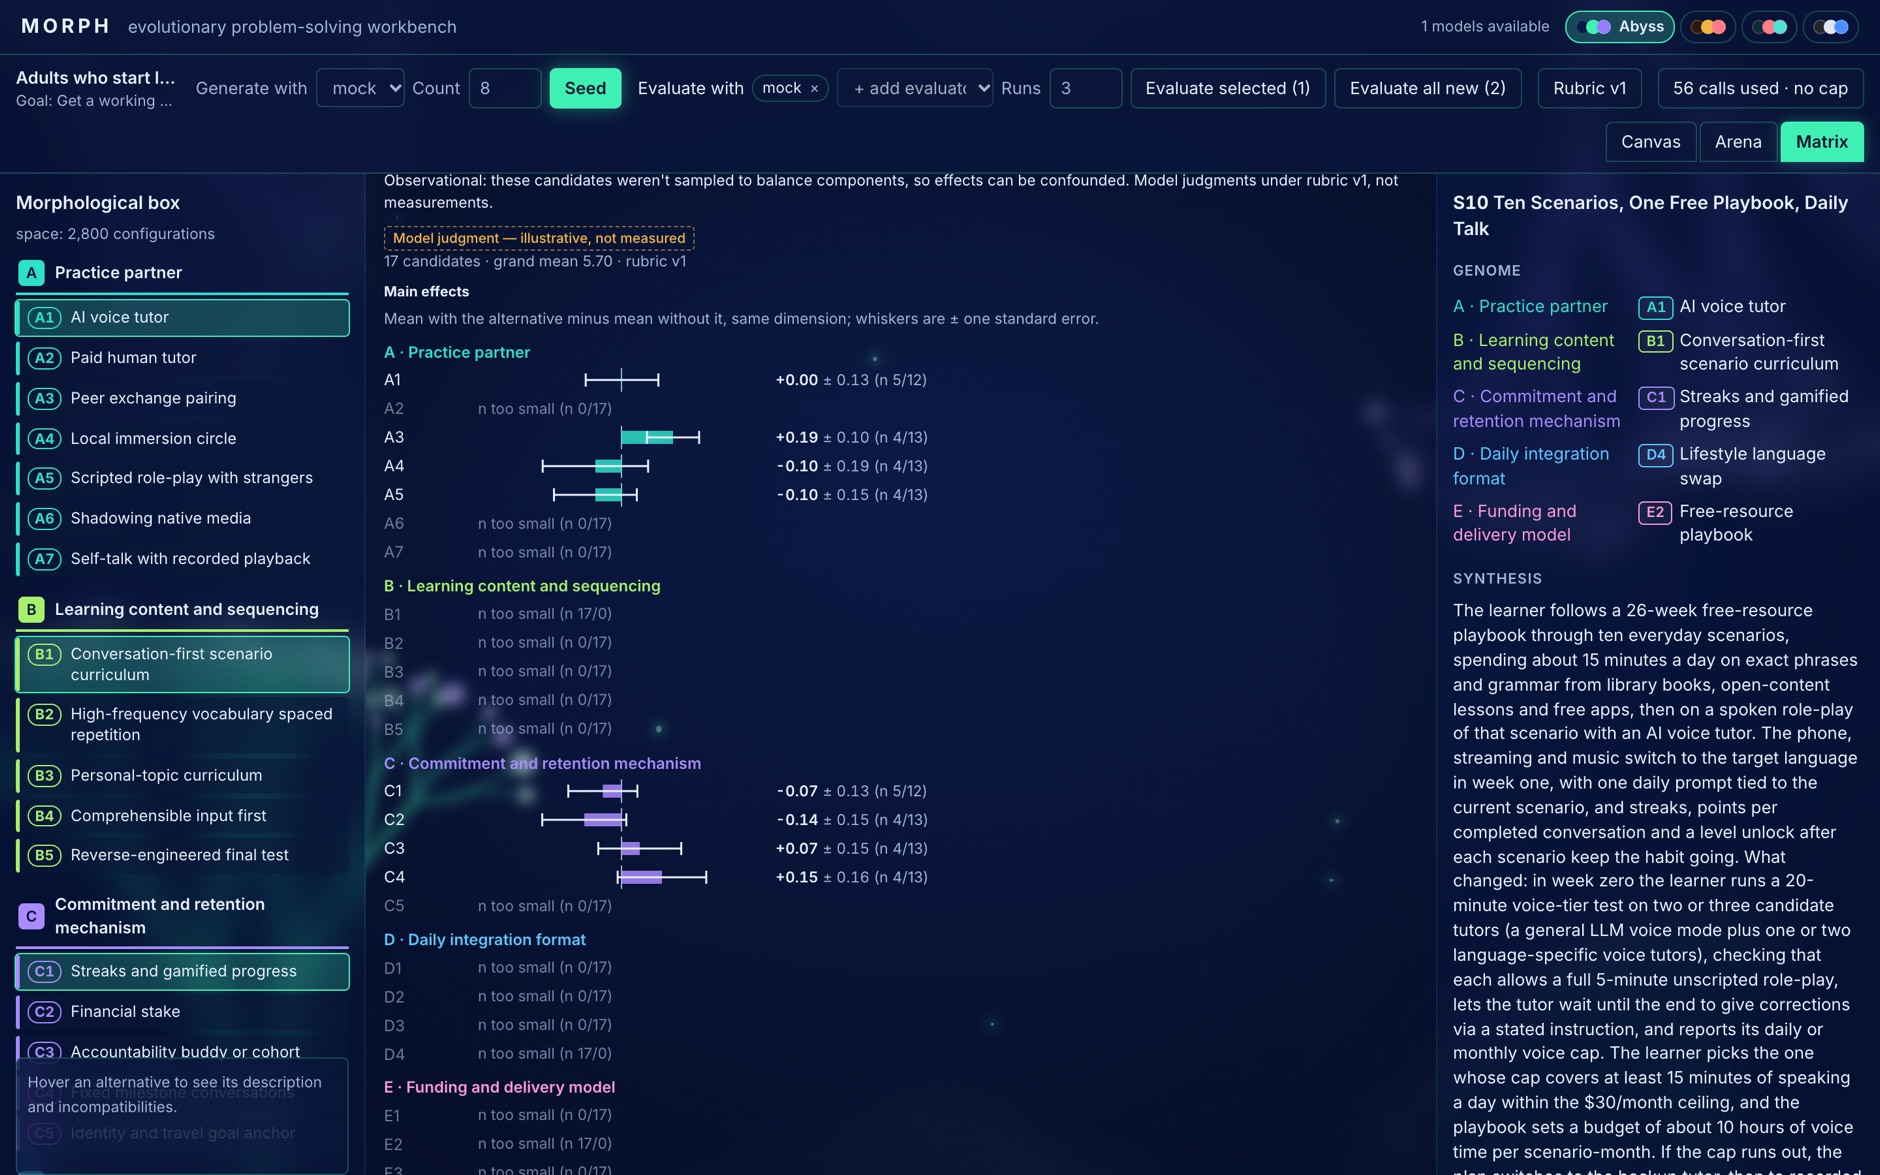 MORPH evolutionary problem-solving workbench 1 models available Abyss
Adults who start l...
Goal: Get a working ...
Generate with mock Count 8 Seed Evaluate with mock × + add evaluato Runs 3 Evaluate selected (1) Evaluate all new (2) Rubric v1 56 calls used · no cap
Canvas Arena Matrix
Morphological box
space: 2,800 configurations
A Practice partner
A1 AI voice tutor
A2 Paid human tutor
A3 Peer exchange pairing
A4 Local immersion circle
A5 Scripted role-play with strangers
A6 Shadowing native media
A7 Self-talk with recorded playback
B Learning content and sequencing
B1 Conversation-first scenario
curriculum
B2 High-frequency vocabulary spaced
repetition
B3 Personal-topic curriculum
B4 Comprehensible input first
B5 Reverse-engineered final test
C Commitment and retention
mechanism
C1 Streaks and gamified progress
C2 Financial stake
C3 Accountability buddy or cohort
C4 Fixed milestone conversations
C5 Identity and travel goal anchor
Hover an alternative to see its description
and incompatibilities.
Observational: these candidates weren't sampled to balance components, so effects can be confounded. Model judgments under rubric v1, not
measurements.
Model judgment — illustrative, not measured
17 candidates · grand mean 5.70 · rubric v1
Main effects
Mean with the alternative minus mean without it, same dimension; whiskers are ± one standard error.
A · Practice partner
A1 +0.00 ± 0.13 (n 5/12)
A2 n too small (n 0/17)
A3 +0.19 ± 0.10 (n 4/13)
A4 -0.10 ± 0.19 (n 4/13)
A5 -0.10 ± 0.15 (n 4/13)
A6 n too small (n 0/17)
A7 n too small (n 0/17)
B · Learning content and sequencing
B1 n too small (n 17/0)
B2 n too small (n 0/17)
B3 n too small (n 0/17)
B4 n too small (n 0/17)
B5 n too small (n 0/17)
C · Commitment and retention mechanism
C1 -0.07 ± 0.13 (n 5/12)
C2 -0.14 ± 0.15 (n 4/13)
C3 +0.07 ± 0.15 (n 4/13)
C4 +0.15 ± 0.16 (n 4/13)
C5 n too small (n 0/17)
D · Daily integration format
D1 n too small (n 0/17)
D2 n too small (n 0/17)
D3 n too small (n 0/17)
D4 n too small (n 17/0)
E · Funding and delivery model
E1 n too small (n 0/17)
E2 n too small (n 17/0)
E3 n too small (n 0/17)
S10 Ten Scenarios, One Free Playbook, Daily
Talk
GENOME
A · Practice partner A1 AI voice tutor
B · Learning content B1 Conversation-first
and sequencing scenario curriculum
C · Commitment and C1 Streaks and gamified
retention mechanism progress
D · Daily integration D4 Lifestyle language
format swap
E · Funding and E2 Free-resource
delivery model playbook
SYNTHESIS
The learner follows a 26-week free-resource
playbook through ten everyday scenarios,
spending about 15 minutes a day on exact phrases
and grammar from library books, open-content
lessons and free apps, then on a spoken role-play
of that scenario with an AI voice tutor. The phone,
streaming and music switch to the target language
in week one, with one daily prompt tied to the
current scenario, and streaks, points per
completed conversation and a level unlock after
each scenario keep the habit going. What
changed: in week zero the learner runs a 20-
minute voice-tier test on two or three candidate
tutors (a general LLM voice mode plus one or two
language-specific voice tutors), checking that
each allows a full 5-minute unscripted role-play,
lets the tutor wait until the end to give corrections
via a stated instruction, and reports its daily or
monthly voice cap. The learner picks the one
whose cap covers at least 15 minutes of speaking
a day within the $30/month ceiling, and the
playbook sets a budget of about 10 hours of voice
time per scenario-month. If the cap runs out, the
plan switches to the backup tutor, then to recorded